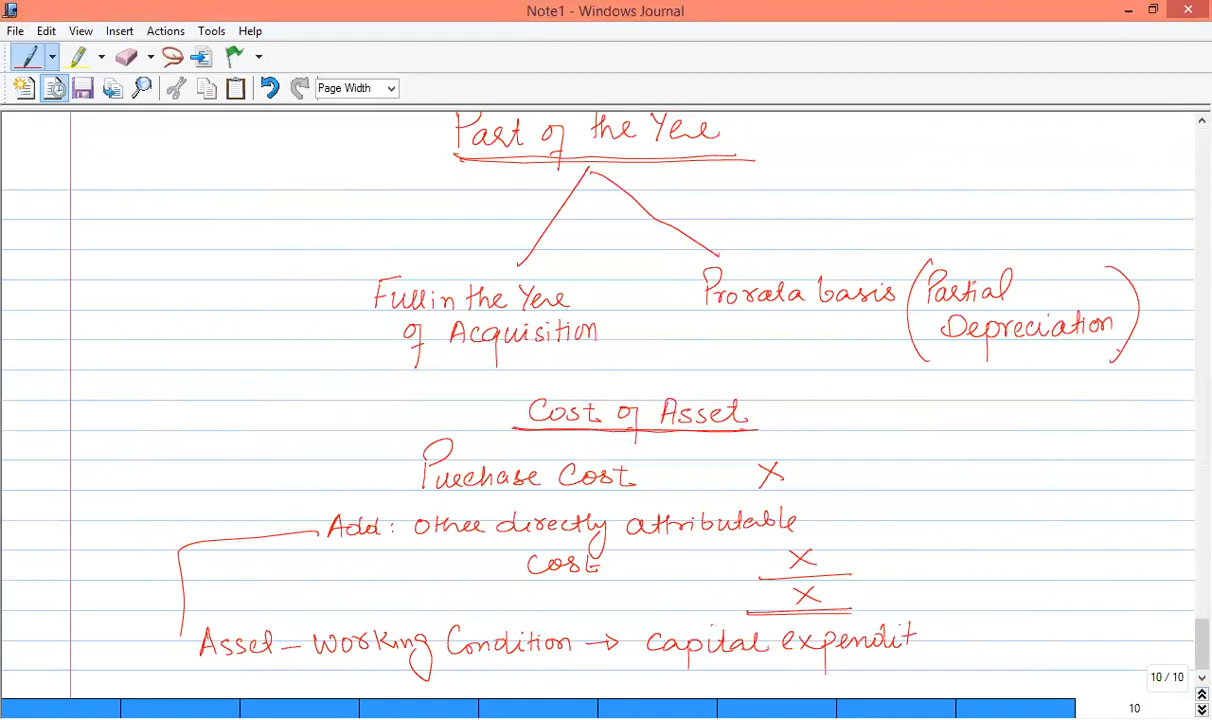 Note1 - Windows Journal
File Edit View Insert Actions Tools Help
Page Width
Part of the Year
Full in the Year
of Acquisition
Prorata basis (Partial
Depreciation)
Cost of Asset
Purchase Cost X
Add: other directly attributable
cost X
X
Asset - Working Condition → capital expendit
10 / 10
10